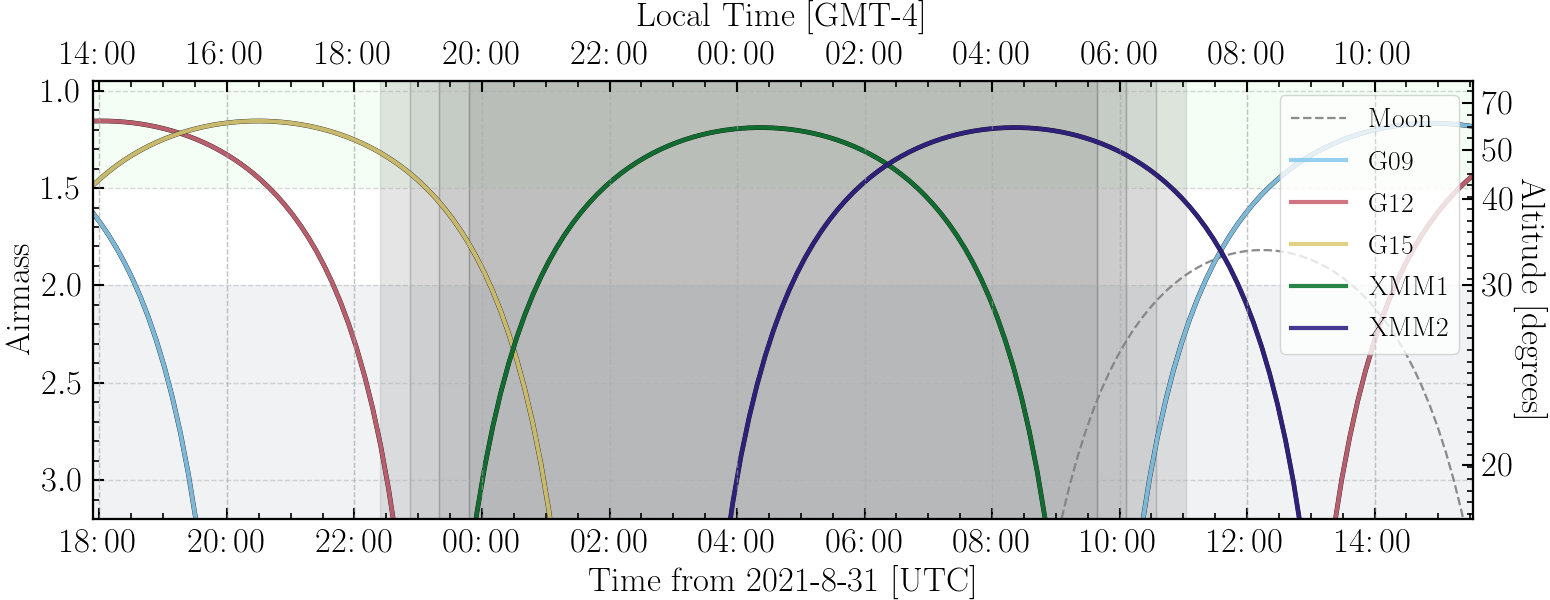 Local Time [GMT-4]
14:00 16:00 18:00 20:00 22:00 00:00 02:00 04:00 06:00 08:00 10:00
Airmass
1.0
1.5
2.0
2.5
3.0
70
50
40
30
20
Altitude [degrees]
Moon
G09
G12
G15
XMM1
XMM2
18:00 20:00 22:00 00:00 02:00 04:00 06:00 08:00 10:00 12:00 14:00
Time from 2021-8-31 [UTC]